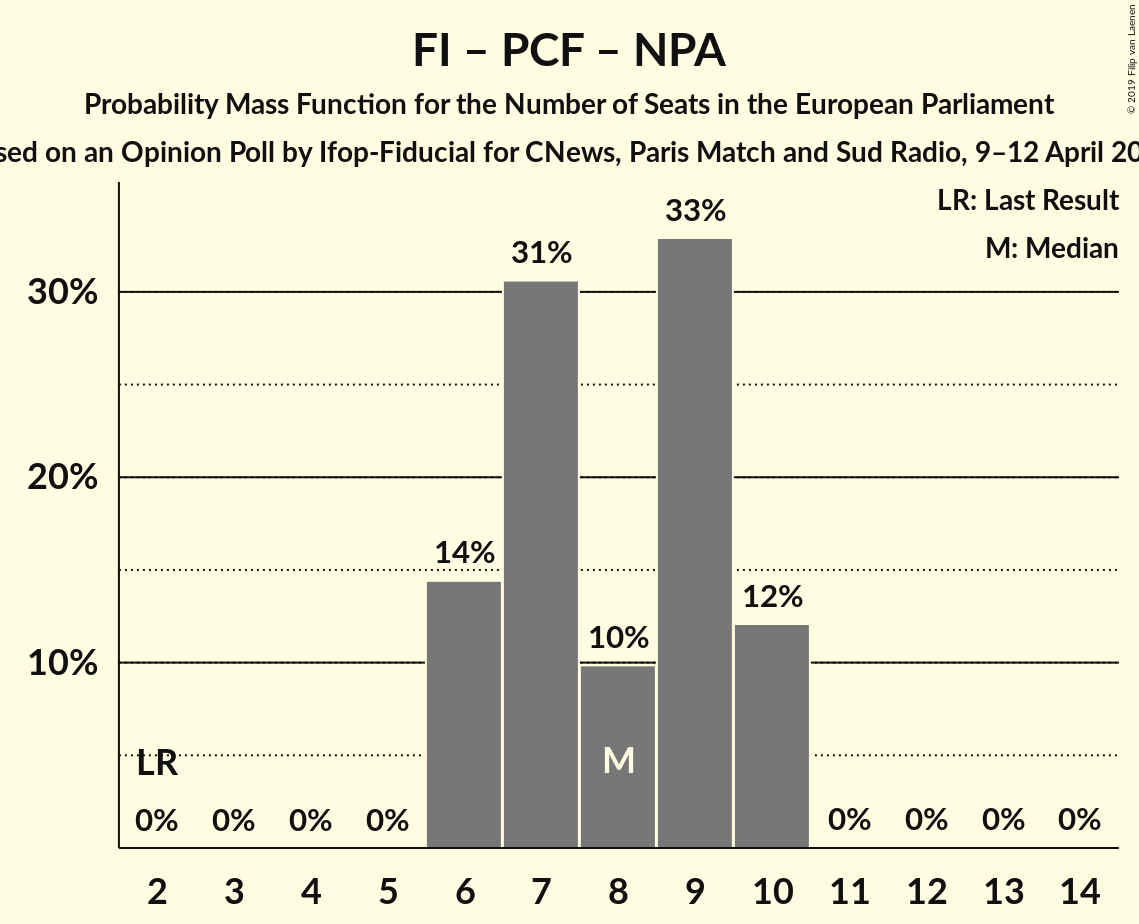 FI – PCF – NPA
Probability Mass Function for the Number of Seats in the European Parliament
sed on an Opinion Poll by Ifop-Fiducial for CNews, Paris Match and Sud Radio, 9–12 April 20
© 2019 Filip van Laenen
LR: Last Result
M: Median
33%
31%
30%
20%
14%
12%
10%
10%
LR
M
0% 0% 0% 0% 0% 0% 0% 0%
2 3 4 5 6 7 8 9 10 11 12 13 14